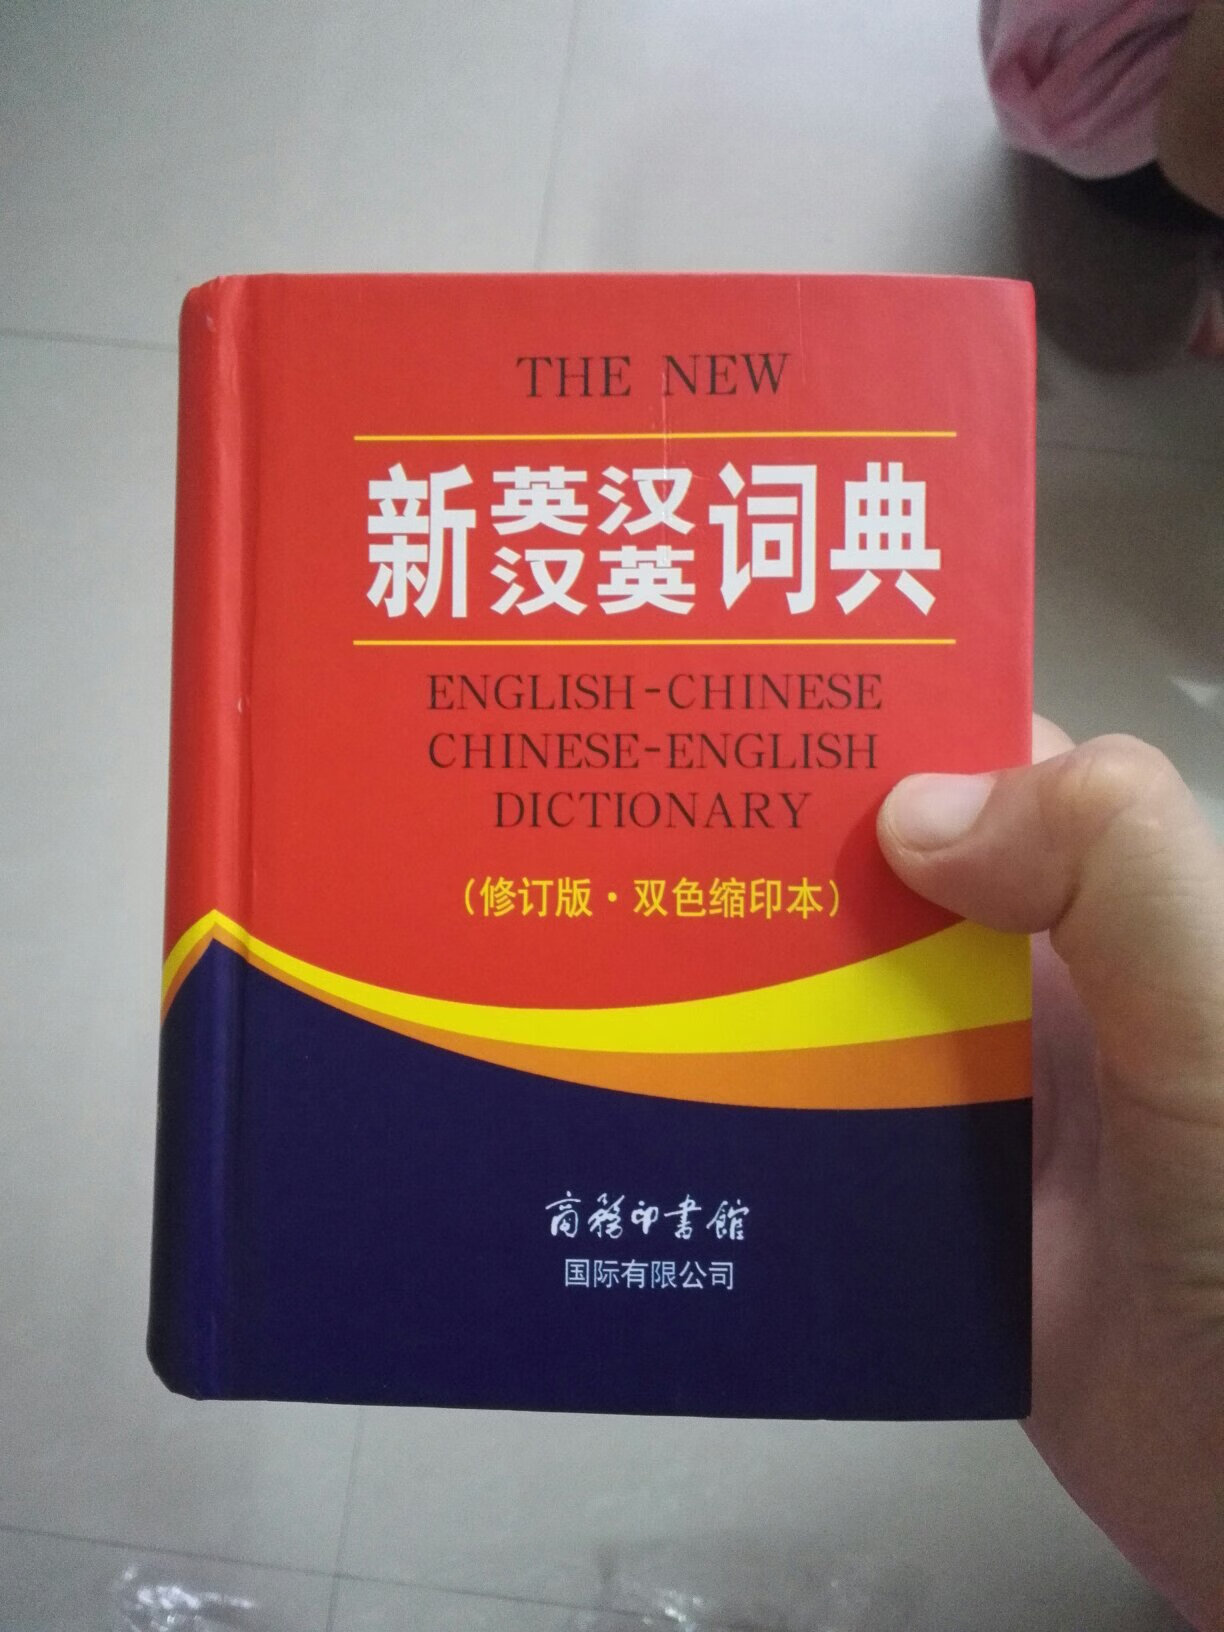 THE NEW
新英汉汉英词典
ENGLISH-CHINESE
CHINESE-ENGLISH
DICTIONARY
(修订版·双色缩印本)
商務印書館
国际有限公司